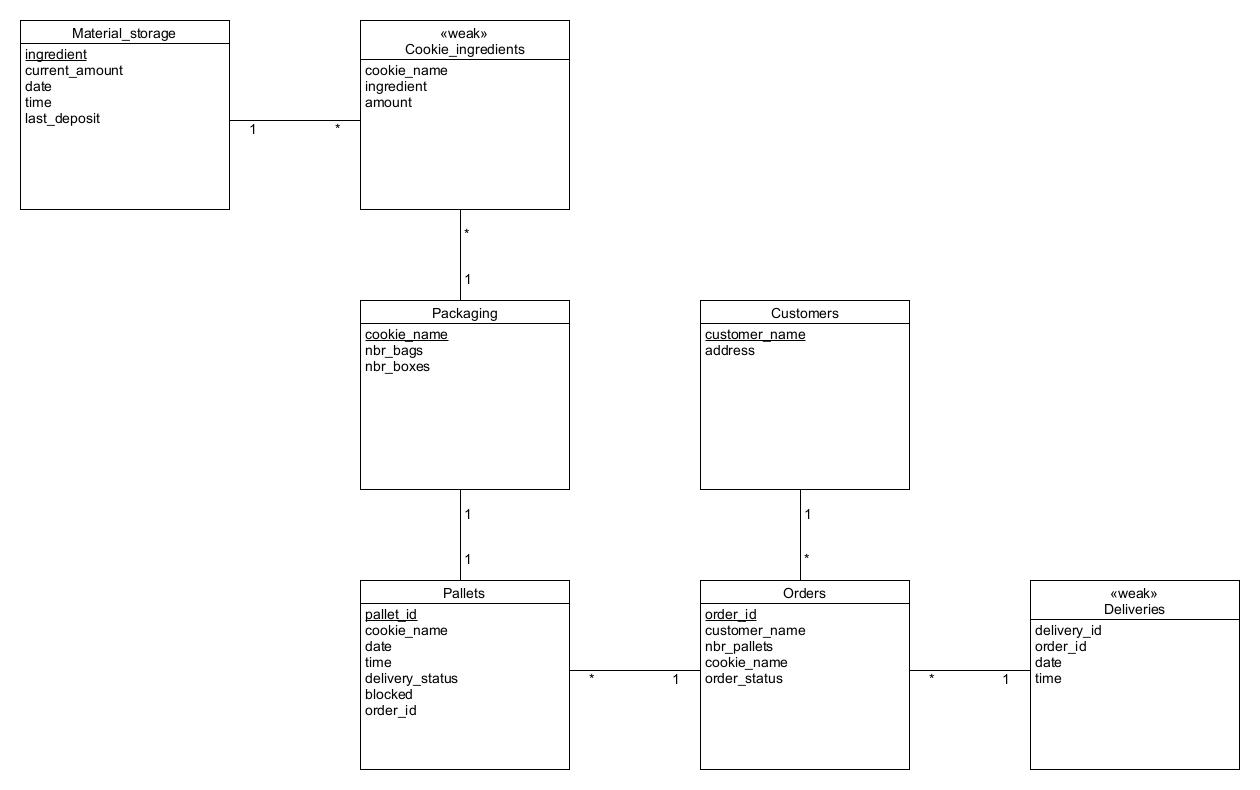 Material_storage
ingredient
current_amount
date
time
last_deposit
1
*
«weak»
Cookie_ingredients
cookie_name
ingredient
amount
*
1
Packaging
cookie_name
nbr_bags
nbr_boxes
1
1
Customers
customer_name
address
1
*
Pallets
pallet_id
cookie_name
date
time
delivery_status
blocked
order_id
*
1
Orders
order_id
customer_name
nbr_pallets
cookie_name
order_status
*
1
«weak»
Deliveries
delivery_id
order_id
date
time